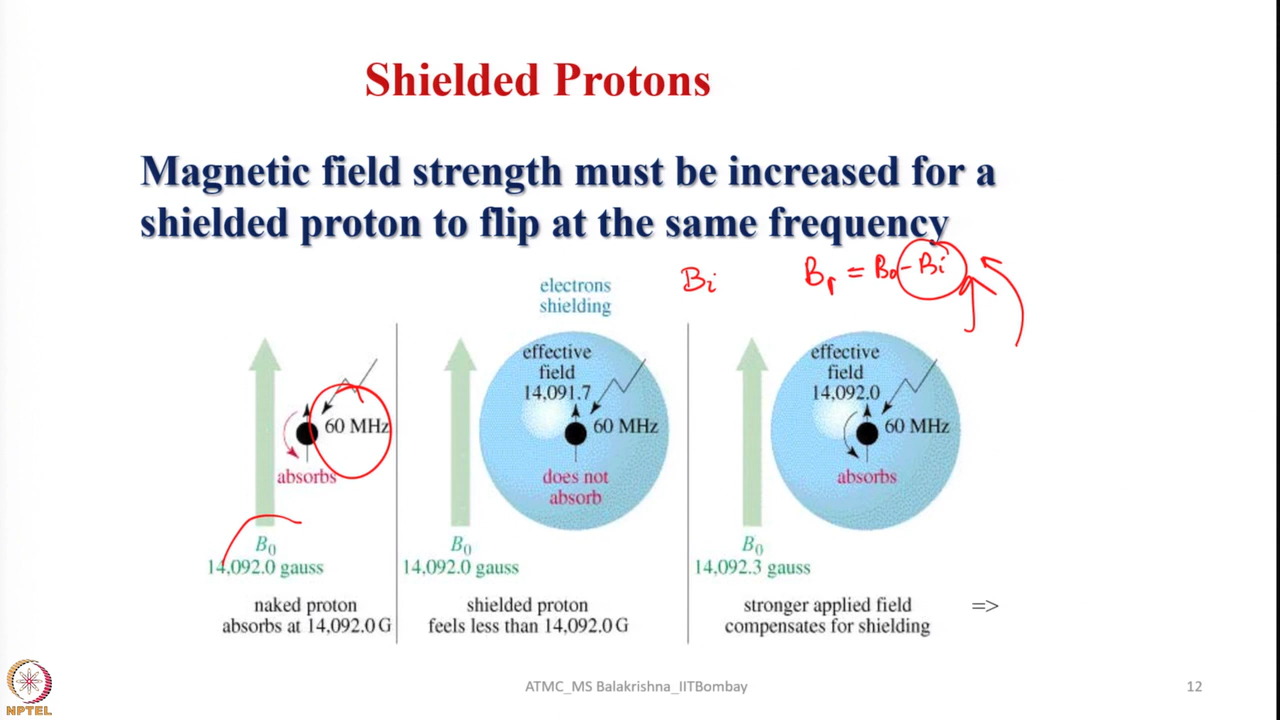 Shielded Protons
Magnetic field strength must be increased for a
shielded proton to flip at the same frequency
Bi
Br = B0 - Bi
electrons
shielding
60 MHz
absorbs
B0
14,092.0 gauss
naked proton
absorbs at 14,092.0 G
effective
field
14,091.7
60 MHz
does not
absorb
B0
14,092.0 gauss
shielded proton
feels less than 14,092.0 G
effective
field
14,092.0
60 MHz
absorbs
B0
14,092.3 gauss
stronger applied field
compensates for shielding
=>
NPTEL
ATMC_MS Balakrishna_IITBombay
12